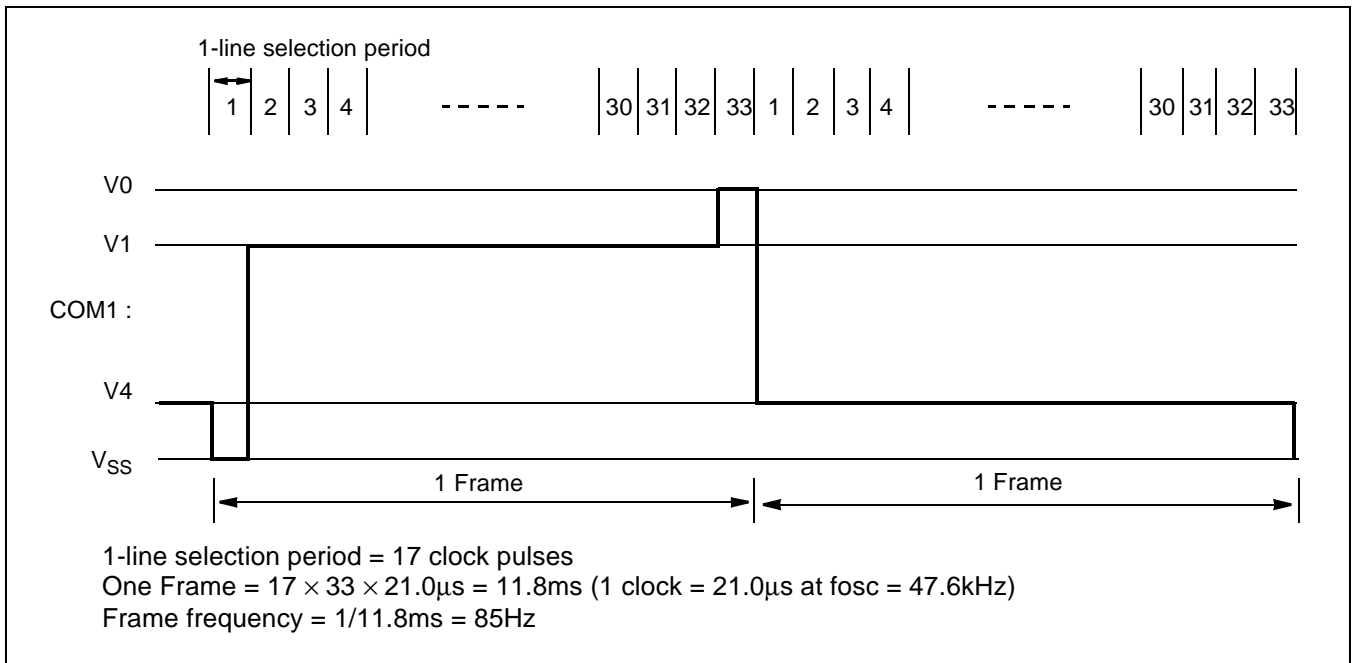 1-line selection period
1 2 3 4 ----- 30 31 32 33 1 2 3 4 ----- 30 31 32 33
V0
V1
COM1 :
V4
VSS
1 Frame 1 Frame
1-line selection period = 17 clock pulses
One Frame = 17 × 33 × 21.0μs = 11.8ms (1 clock = 21.0μs at fosc = 47.6kHz)
Frame frequency = 1/11.8ms = 85Hz